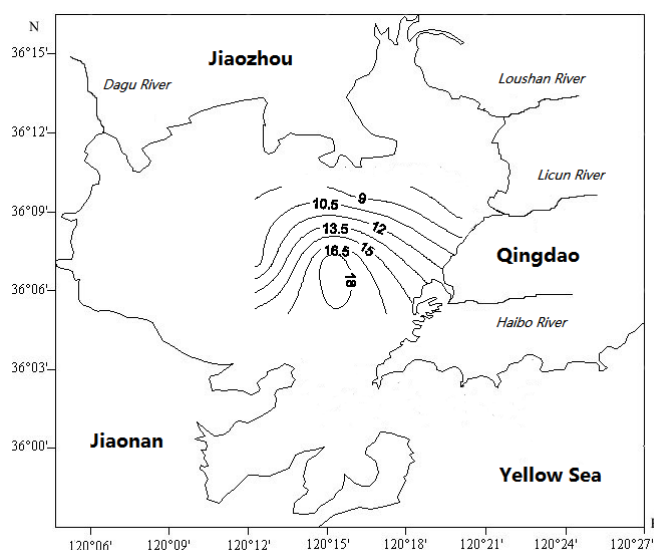 N
36°15'
Jiaozhou
Dagu River
Loushan River
36°12'
Licun River
36°09'
9
10.5
12
13.5
15
16.5
18
Qingdao
36°06'
Haibo River
36°03'
36°00'
Jiaonan
Yellow Sea
E
120°06' 120°09' 120°12' 120°15' 120°18' 120°21' 120°24' 120°27'